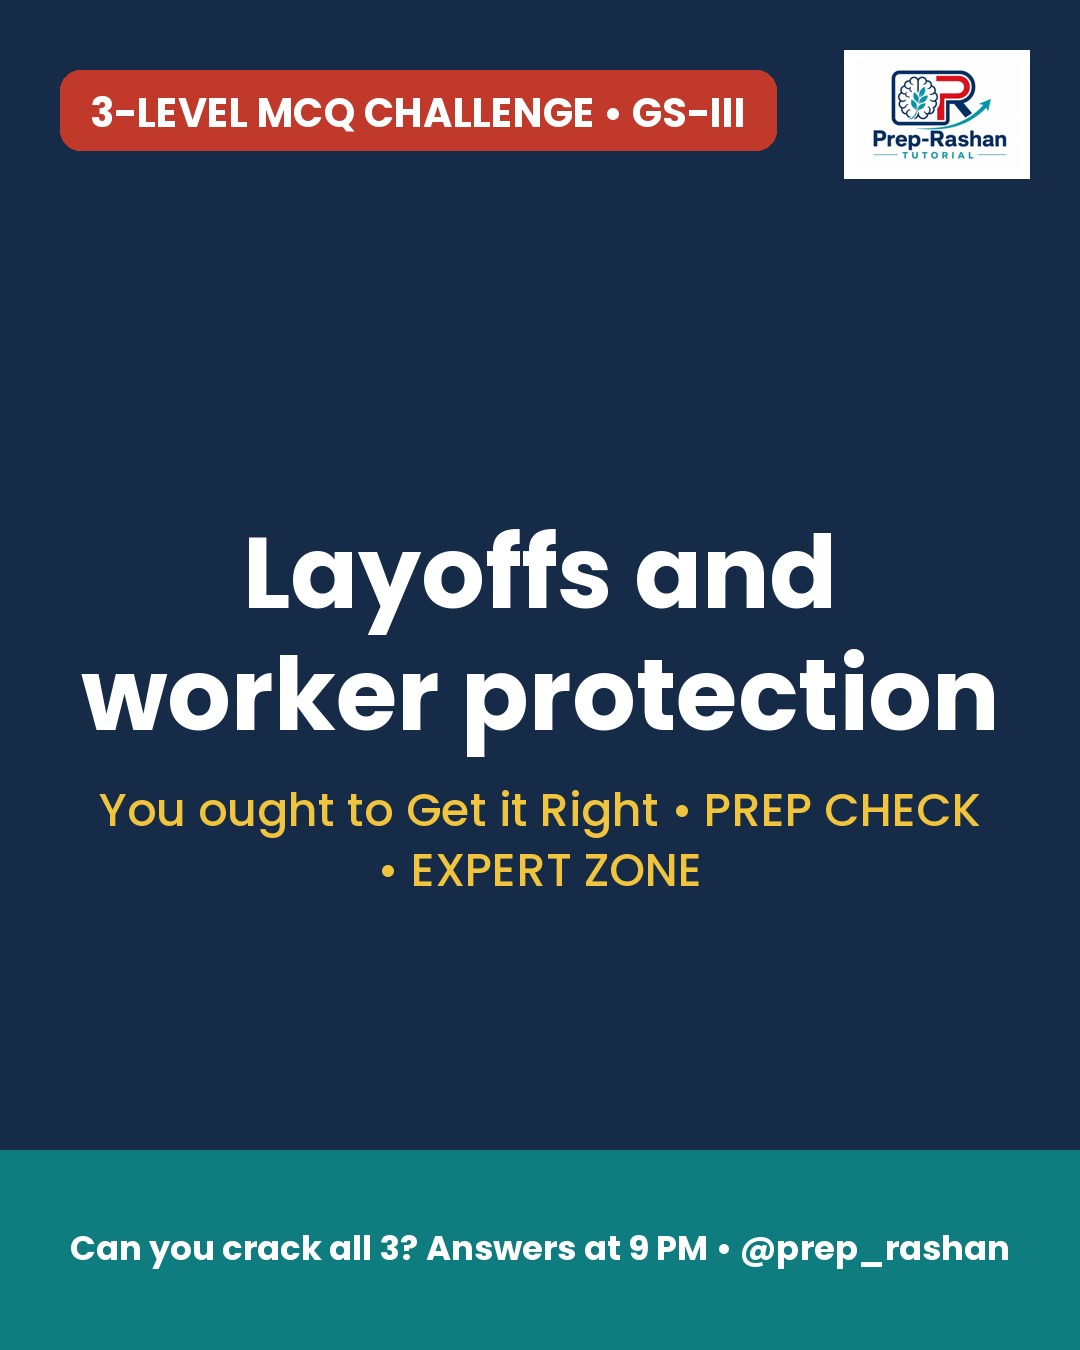 3-LEVEL MCQ CHALLENGE • GS-III
Prep-Rashan
TUTORIAL
Layoffs and
worker protection
You ought to Get it Right • PREP CHECK
• EXPERT ZONE
Can you crack all 3? Answers at 9 PM • @prep_rashan